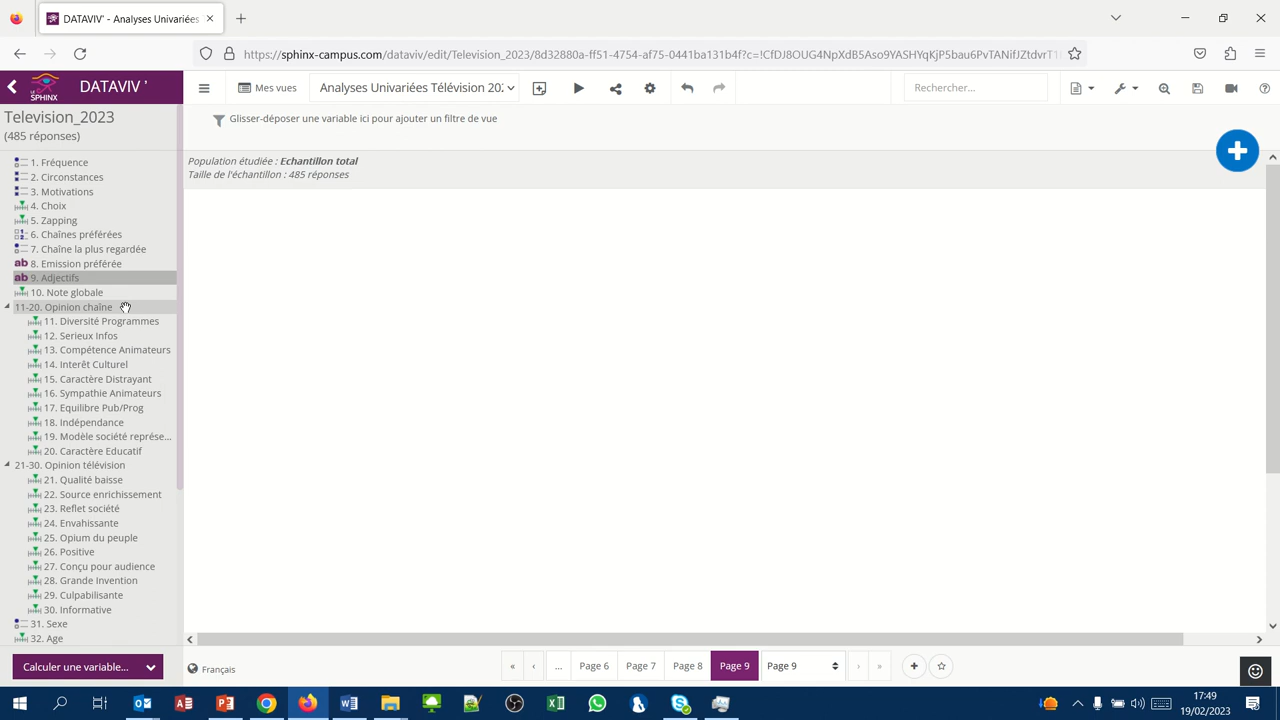 DATAVIV' - Analyses Univariées
https://sphinx-campus.com/dataviv/edit/Television_2023/8d32880a-ff51-4754-af75-0441ba131b4f?c=!CfDJ8OUG4NpXdB5Aso9YASHYqKjP5bau6PvTANifJZtdvrT1
LE SPHINX
DATAVIV '
Mes vues
Analyses Univariées Télévision 202
Rechercher...
Television_2023
(485 réponses)
Glisser-déposer une variable ici pour ajouter un filtre de vue
Population étudiée : Echantillon total
Taille de l'échantillon : 485 réponses
1. Fréquence
2. Circonstances
3. Motivations
4. Choix
5. Zapping
6. Chaînes préférées
7. Chaîne la plus regardée
ab 8. Emission préférée
ab 9. Adjectifs
10. Note globale
11-20. Opinion chaîne
11. Diversité Programmes
12. Serieux Infos
13. Compétence Animateurs
14. Interêt Culturel
15. Caractère Distrayant
16. Sympathie Animateurs
17. Equilibre Pub/Prog
18. Indépendance
19. Modèle société représe...
20. Caractère Educatif
21-30. Opinion télévision
21. Qualité baisse
22. Source enrichissement
23. Reflet société
24. Envahissante
25. Opium du peuple
26. Positive
27. Conçu pour audience
28. Grande Invention
29. Culpabilisante
30. Informative
31. Sexe
32. Age
Calculer une variable...
Français
« ‹ ... Page 6 Page 7 Page 8 Page 9 Page 9 › »
17:49
19/02/2023